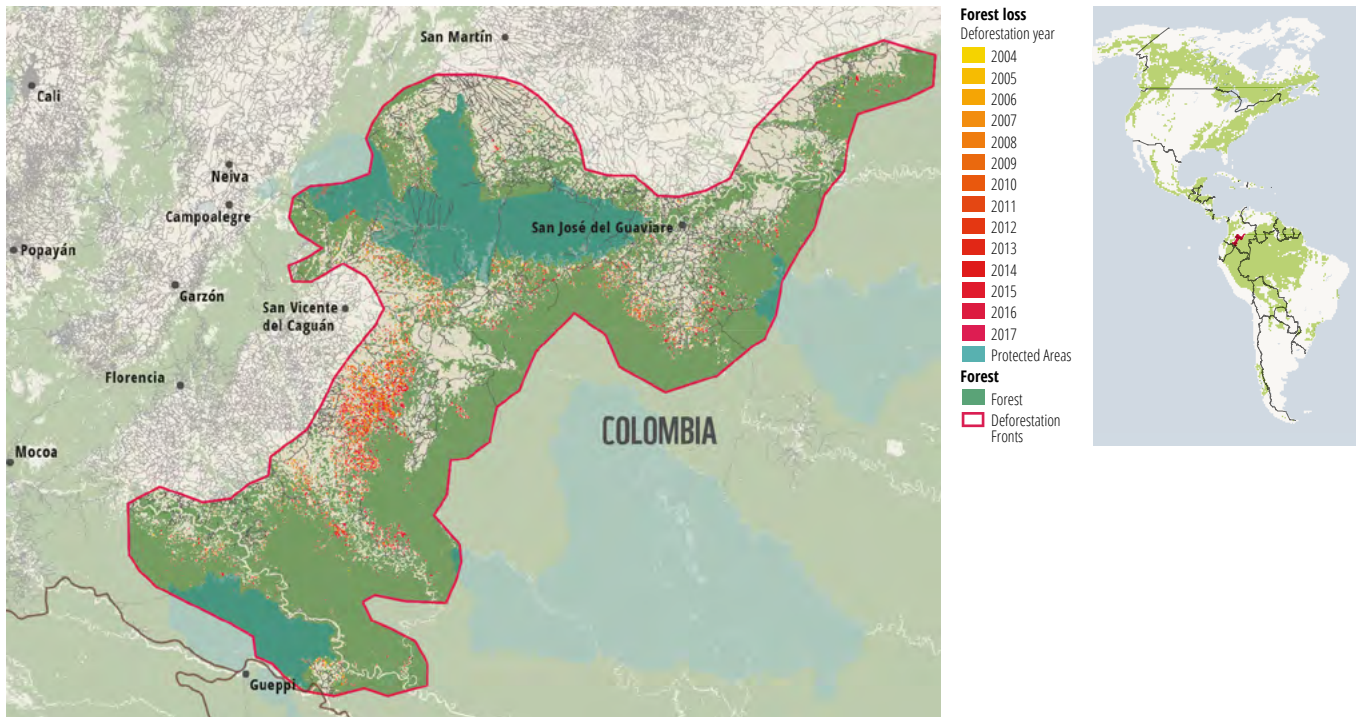 San Martín
Cali
Neiva
Campoalegre
San José del Guaviare
Popayán
Garzón
San Vicente
del Caguán
Florencia
COLOMBIA
Mocoa
Gueppi
Forest loss
Deforestation year
2004
2005
2006
2007
2008
2009
2010
2011
2012
2013
2014
2015
2016
2017
Protected Areas
Forest
Forest
Deforestation
Fronts